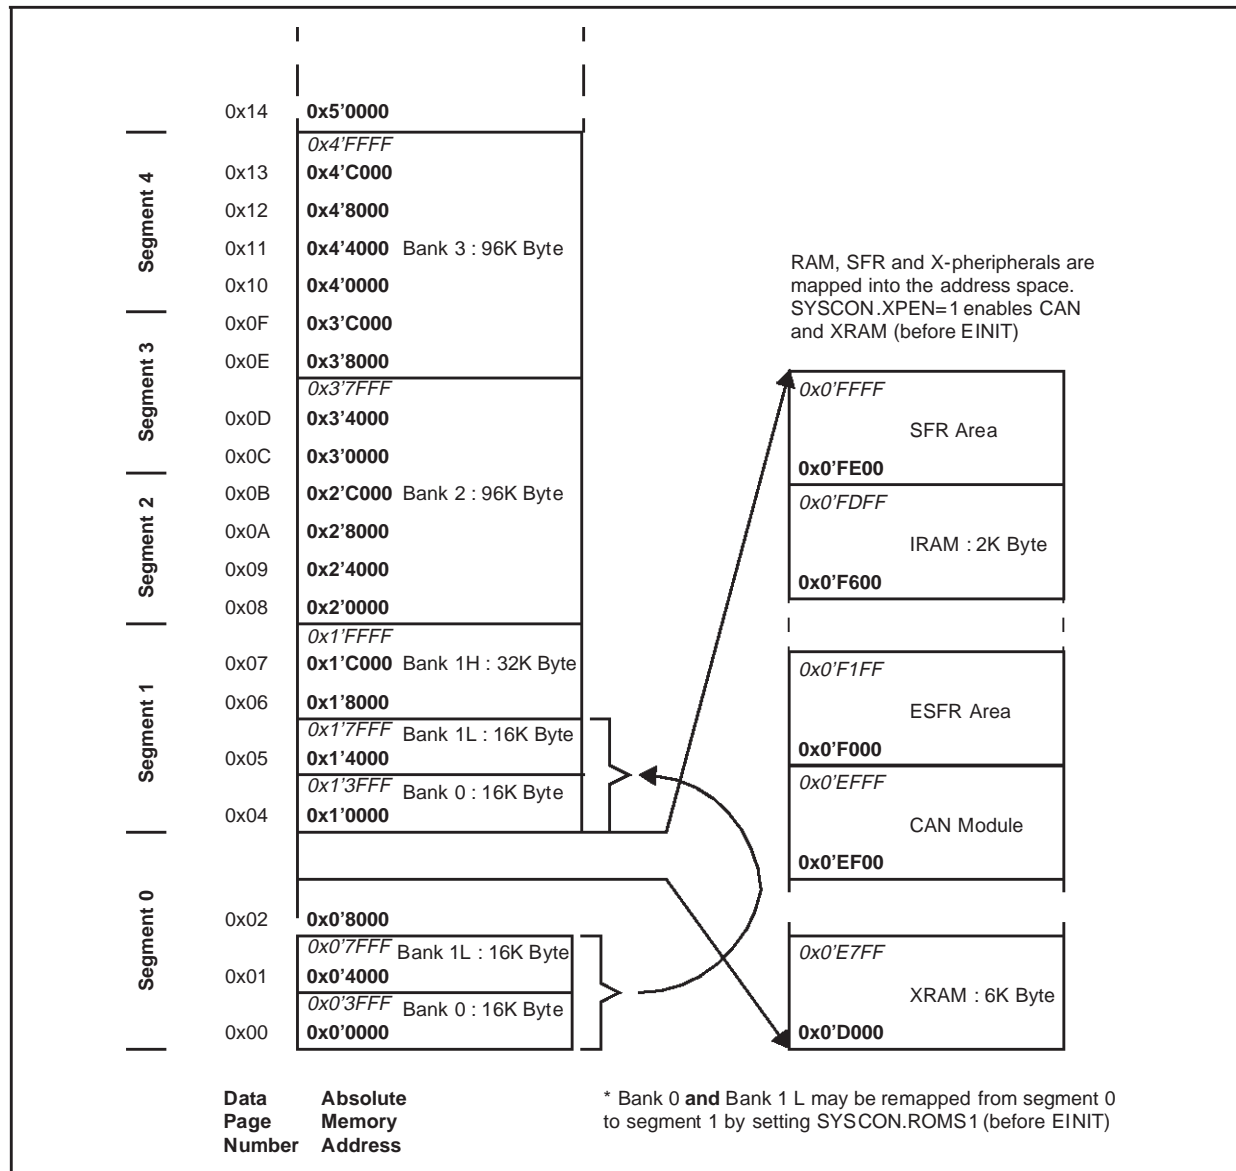 0x14 0x5'0000
0x4'FFFF
0x13 0x4'C000
0x12 0x4'8000
0x11 0x4'4000 Bank 3 : 96K Byte
0x10 0x4'0000
Segment 4
0x0F 0x3'C000
0x0E 0x3'8000
0x3'7FFF
0x0D 0x3'4000
0x0C 0x3'0000
Segment 3
0x0B 0x2'C000 Bank 2 : 96K Byte
0x0A 0x2'8000
0x09 0x2'4000
0x08 0x2'0000
Segment 2
0x1'FFFF
0x07 0x1'C000 Bank 1H : 32K Byte
0x06 0x1'8000
0x1'7FFF Bank 1L : 16K Byte
0x05 0x1'4000
0x1'3FFF Bank 0 : 16K Byte
0x04 0x1'0000
Segment 1
0x02 0x0'8000
0x0'7FFF Bank 1L : 16K Byte
0x01 0x0'4000
0x0'3FFF Bank 0 : 16K Byte
0x00 0x0'0000
Segment 0
Data Absolute
Page Memory
Number Address
RAM, SFR and X-pheripherals are
mapped into the address space.
SYSCON.XPEN=1 enables CAN
and XRAM (before EINIT)
0x0'FFFF
SFR Area
0x0'FE00
0x0'FDFF
IRAM : 2K Byte
0x0'F600
0x0'F1FF
ESFR Area
0x0'F000
0x0'EFFF
CAN Module
0x0'EF00
0x0'E7FF
XRAM : 6K Byte
0x0'D000
* Bank 0 and Bank 1 L may be remapped from segment 0
to segment 1 by setting SYSCON.ROMS1 (before EINIT)